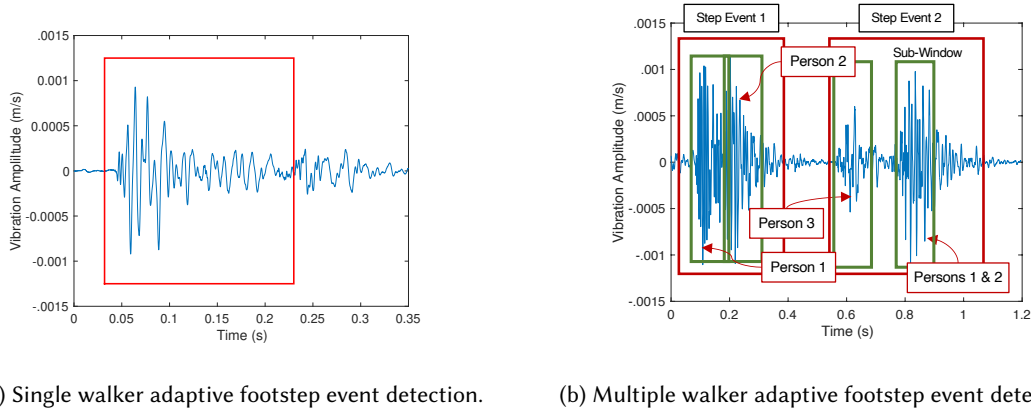 .0015
0.001
0.0005
0
-0.0005
-0.001
-.0015
Vibration Amplitude (m/s)
0 0.05 0.1 0.15 0.2 0.25 0.3 0.35
Time (s)
) Single walker adaptive footstep event detection.
Step Event 1
Step Event 2
Sub-Window
Person 2
Person 3
Person 1
Persons 1 & 2
.0015
0.001
0.0005
0
-0.0005
-.001
-.0015
Vibration Amplitude (m/s)
0 0.2 0.4 0.6 0.8 1 1.2
Time (s)
(b) Multiple walker adaptive footstep event dete